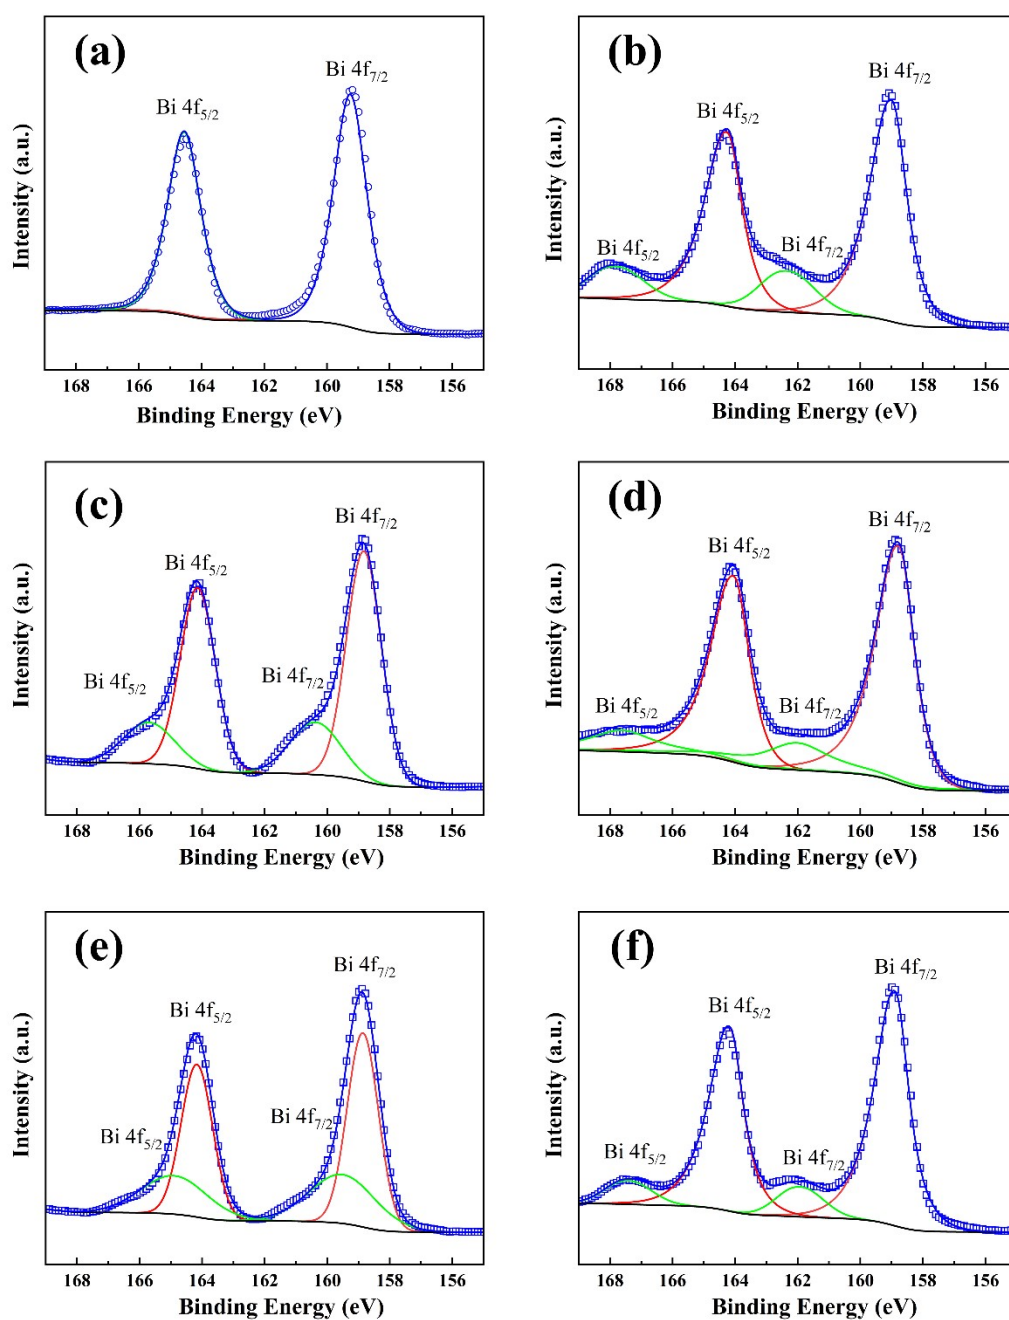 (a)
Bi 4f5/2
Bi 4f7/2
Intensity (a.u.)
168 166 164 162 160 158 156
Binding Energy (eV)
(b)
Bi 4f5/2
Bi 4f5/2
Bi 4f7/2
Bi 4f7/2
Intensity (a.u.)
168 166 164 162 160 158 156
Binding Energy (eV)
(c)
Bi 4f5/2
Bi 4f5/2
Bi 4f7/2
Bi 4f7/2
Intensity (a.u.)
168 166 164 162 160 158 156
Binding Energy (eV)
(d)
Bi 4f5/2
Bi 4f5/2
Bi 4f7/2
Bi 4f7/2
Intensity (a.u.)
168 166 164 162 160 158 156
Binding Energy (eV)
(e)
Bi 4f5/2
Bi 4f5/2
Bi 4f7/2
Bi 4f7/2
Intensity (a.u.)
168 166 164 162 160 158 156
Binding Energy (eV)
(f)
Bi 4f5/2
Bi 4f5/2
Bi 4f7/2
Bi 4f7/2
Intensity (a.u.)
168 166 164 162 160 158 156
Binding Energy (eV)